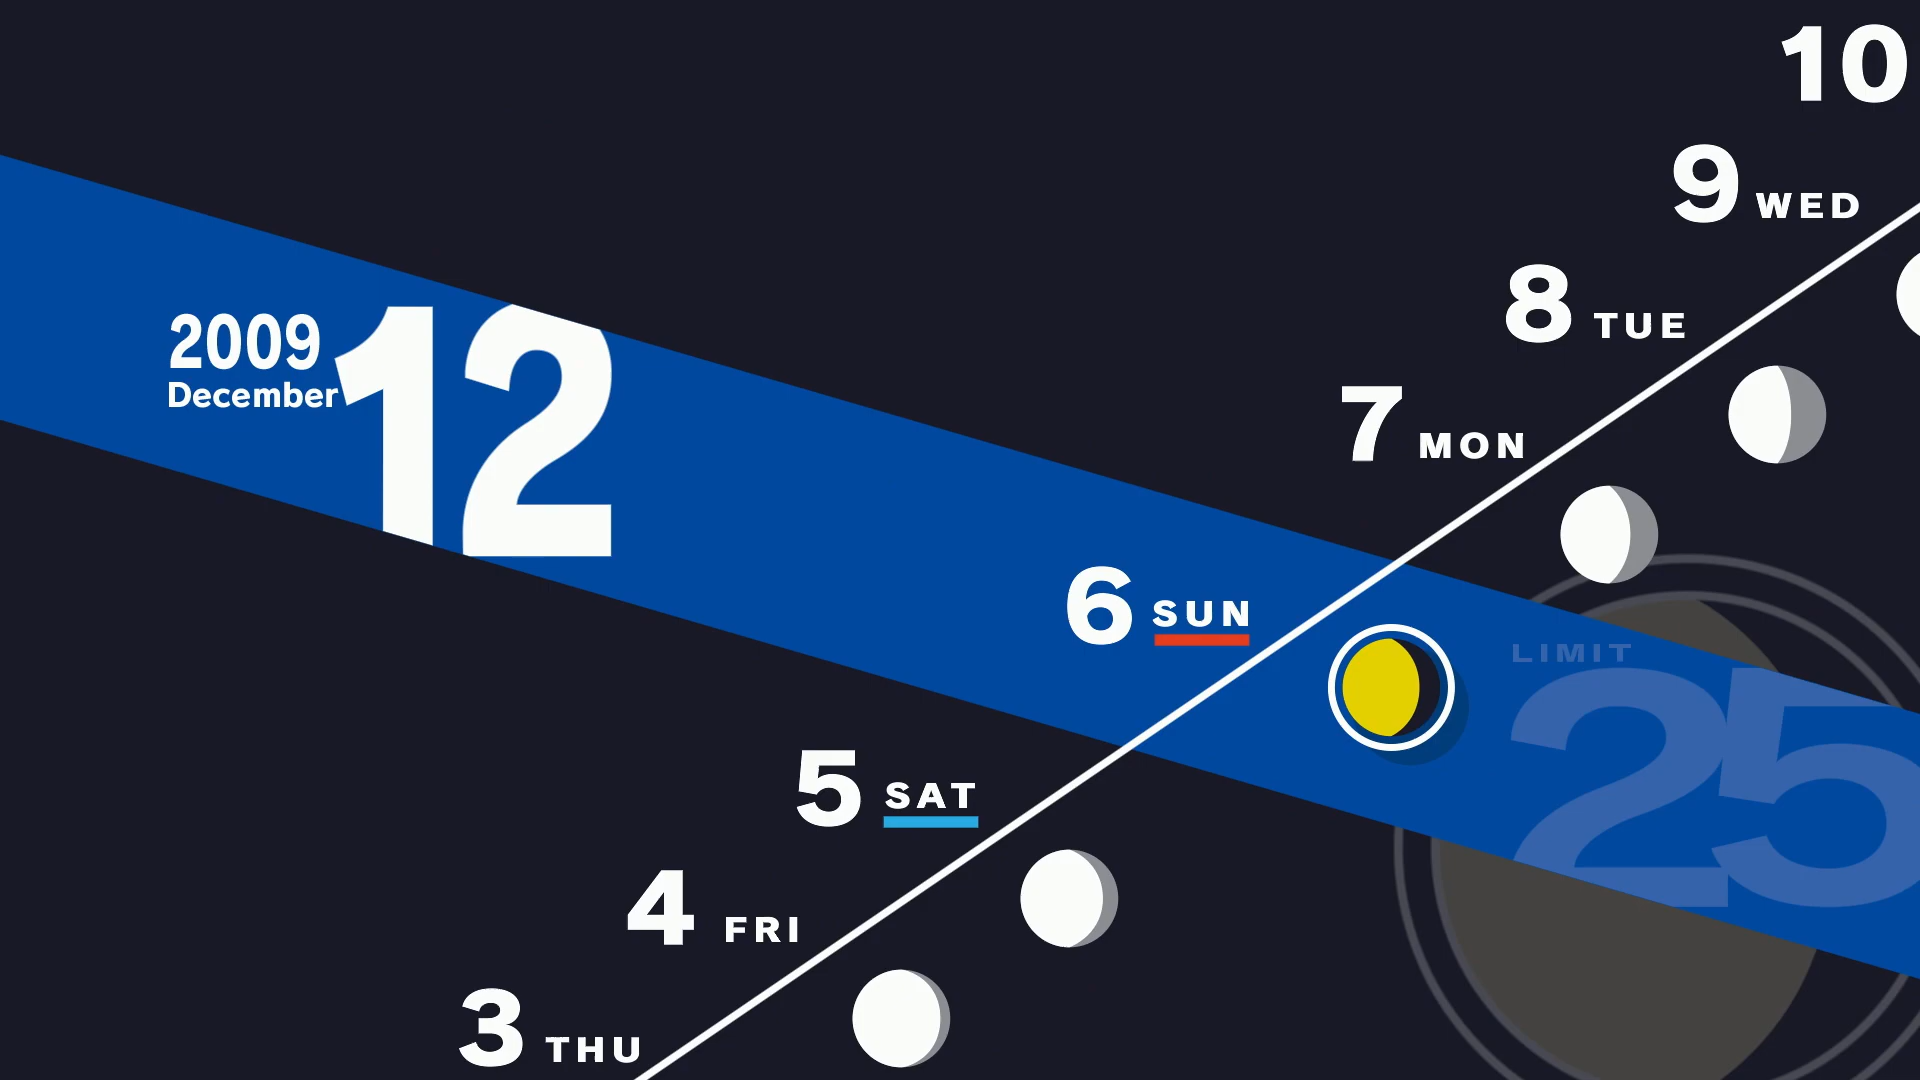 10
9 WED
8 TUE
2009
December
12
7 MON
6 SUN
LIMIT
25
5 SAT
4 FRI
3 THU